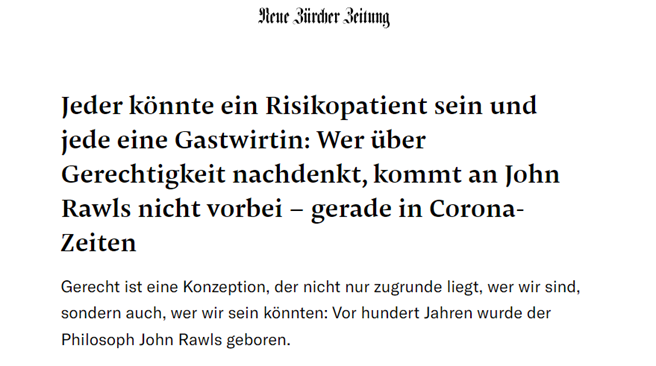 Neue Zürcher Zeitung
Jeder könnte ein Risikopatient sein und
jede eine Gastwirtin: Wer über
Gerechtigkeit nachdenkt, kommt an John
Rawls nicht vorbei – gerade in Corona-
Zeiten
Gerecht ist eine Konzeption, der nicht nur zugrunde liegt, wer wir sind,
sondern auch, wer wir sein könnten: Vor hundert Jahren wurde der
Philosoph John Rawls geboren.